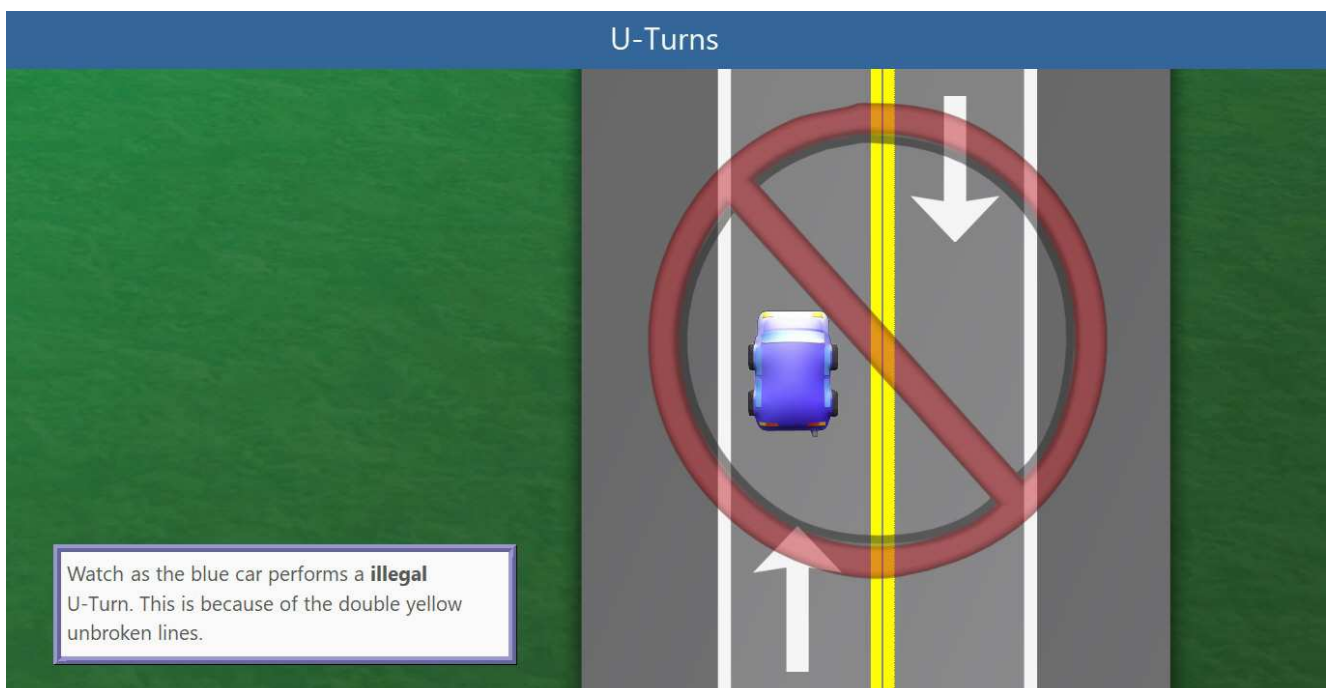 U-Turns
Watch as the blue car performs a illegal
U-Turn. This is because of the double yellow
unbroken lines.